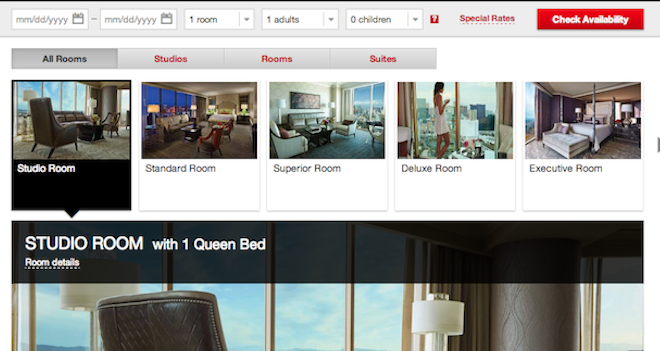 mm/dd/yyyy – mm/dd/yyyy 1 room 1 adults 0 children ? Special Rates Check Availability
All Rooms Studios Rooms Suites
Studio Room Standard Room Superior Room Deluxe Room Executive Room
STUDIO ROOM with 1 Queen Bed
Room details